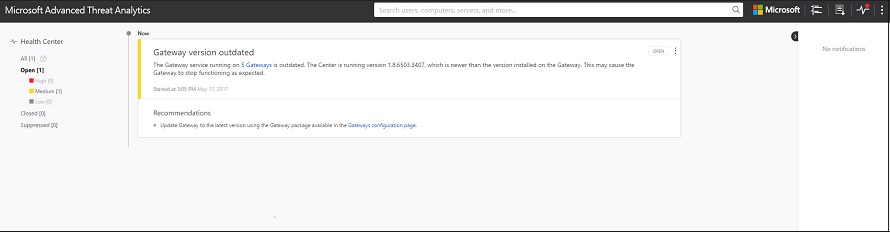 Microsoft Advanced Threat Analytics
Search users, computers, servers, and more...
Microsoft
Health Center
All [1]
Open [1]
High [0]
Medium [1]
Low [0]
Closed [0]
Suppressed [0]
Now
Gateway version outdated
OPEN
The Gateway service running on 5 Gateways is outdated. The Center is running version 1.8.6503.3407, which is newer than the version installed on the Gateway. This may cause the
Gateway to stop functioning as expected.
Started at 3:05 PM May 17, 2017
Recommendations
Update Gateway to the latest version using the Gateway package available in the Gateways configuration page.
No notifications